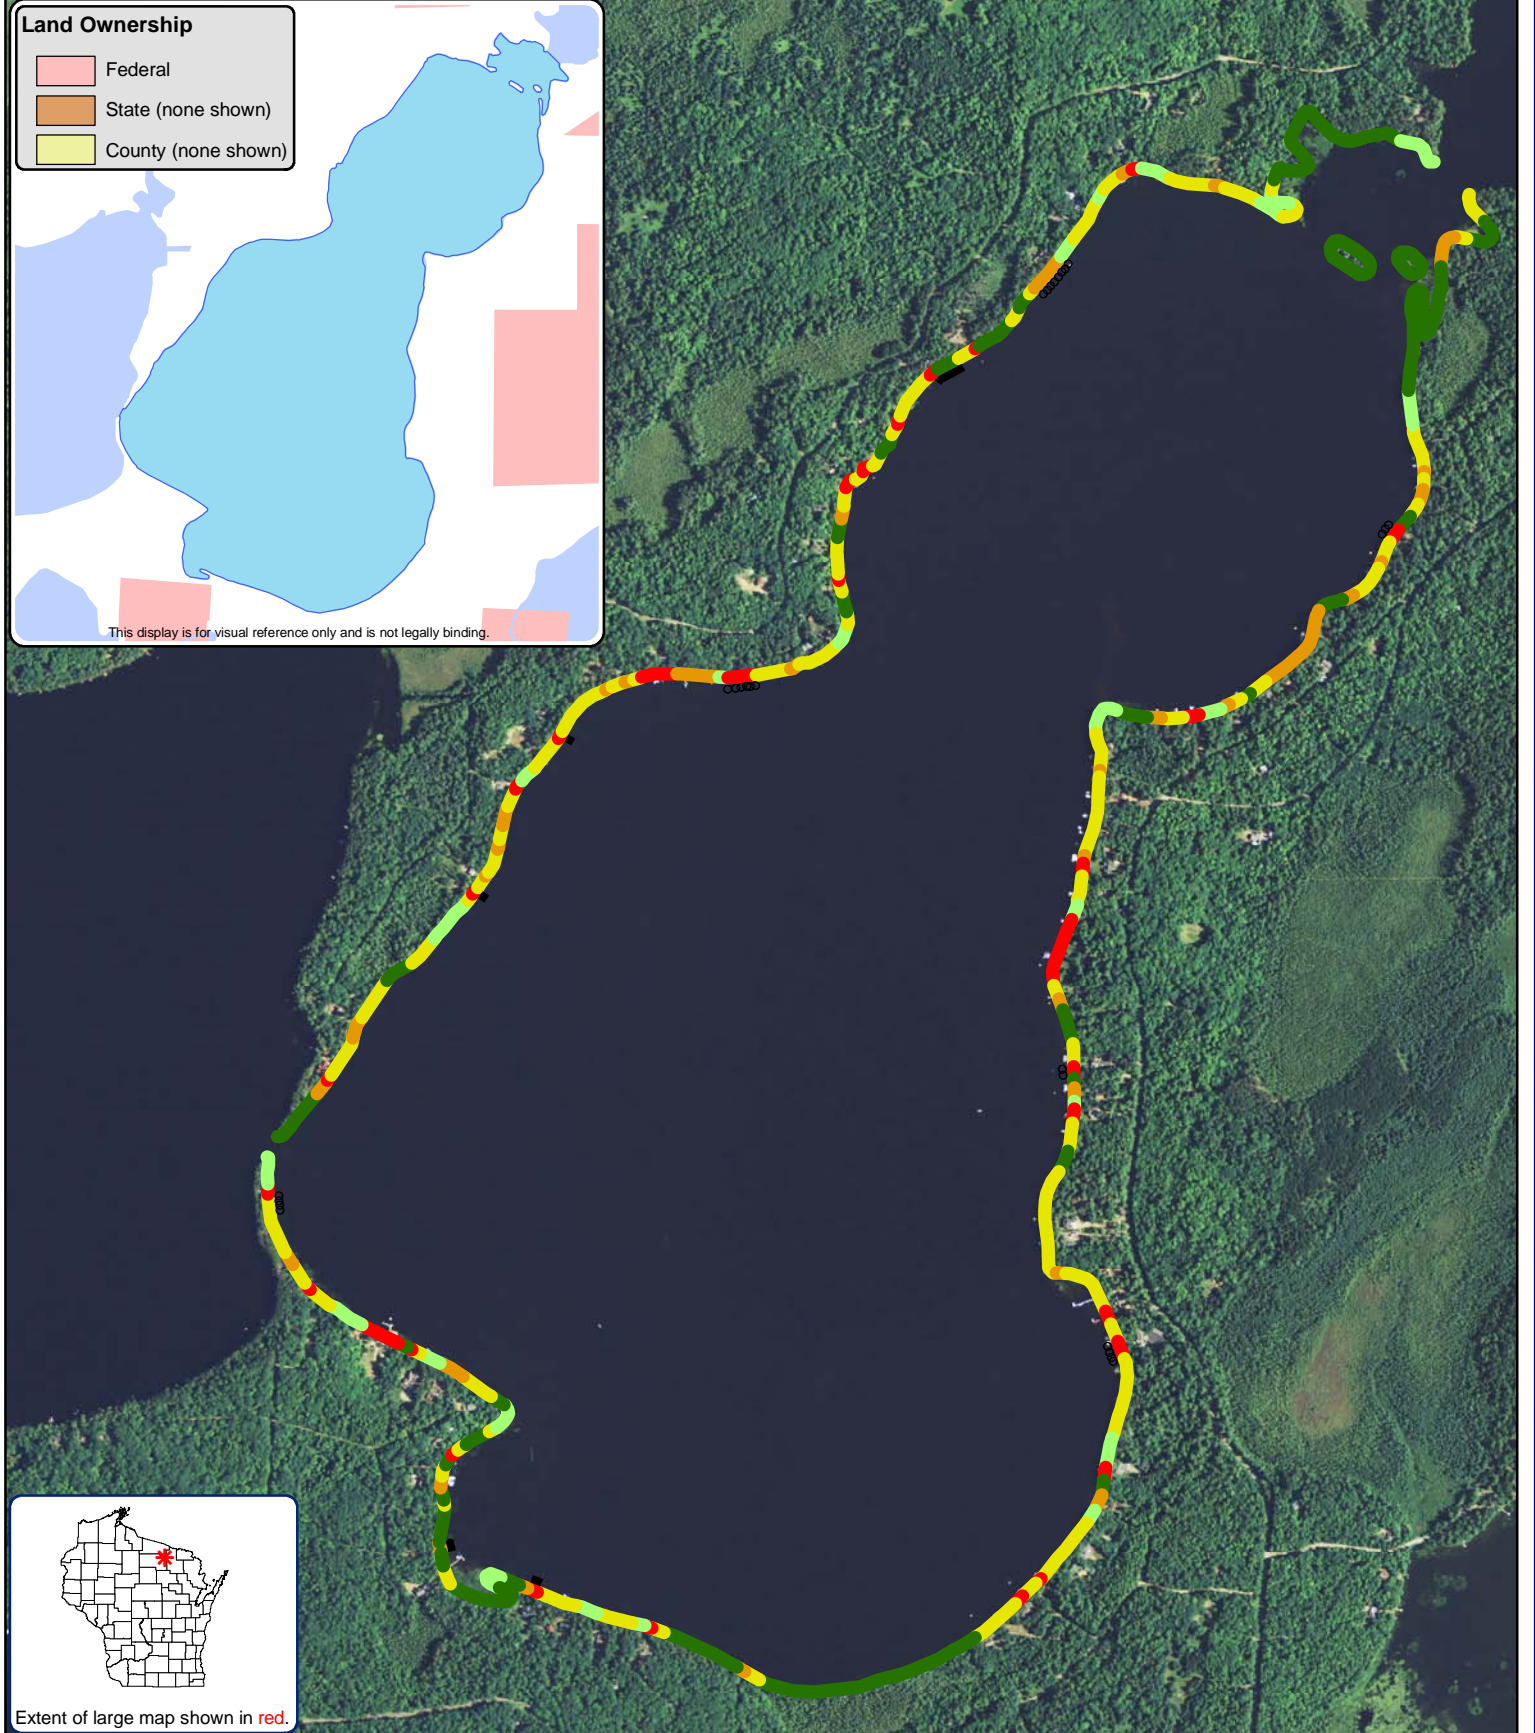 Land Ownership
Federal
State (none shown)
County (none shown)
This display is for visual reference only and is not legally binding.
Extent of large map shown in red.